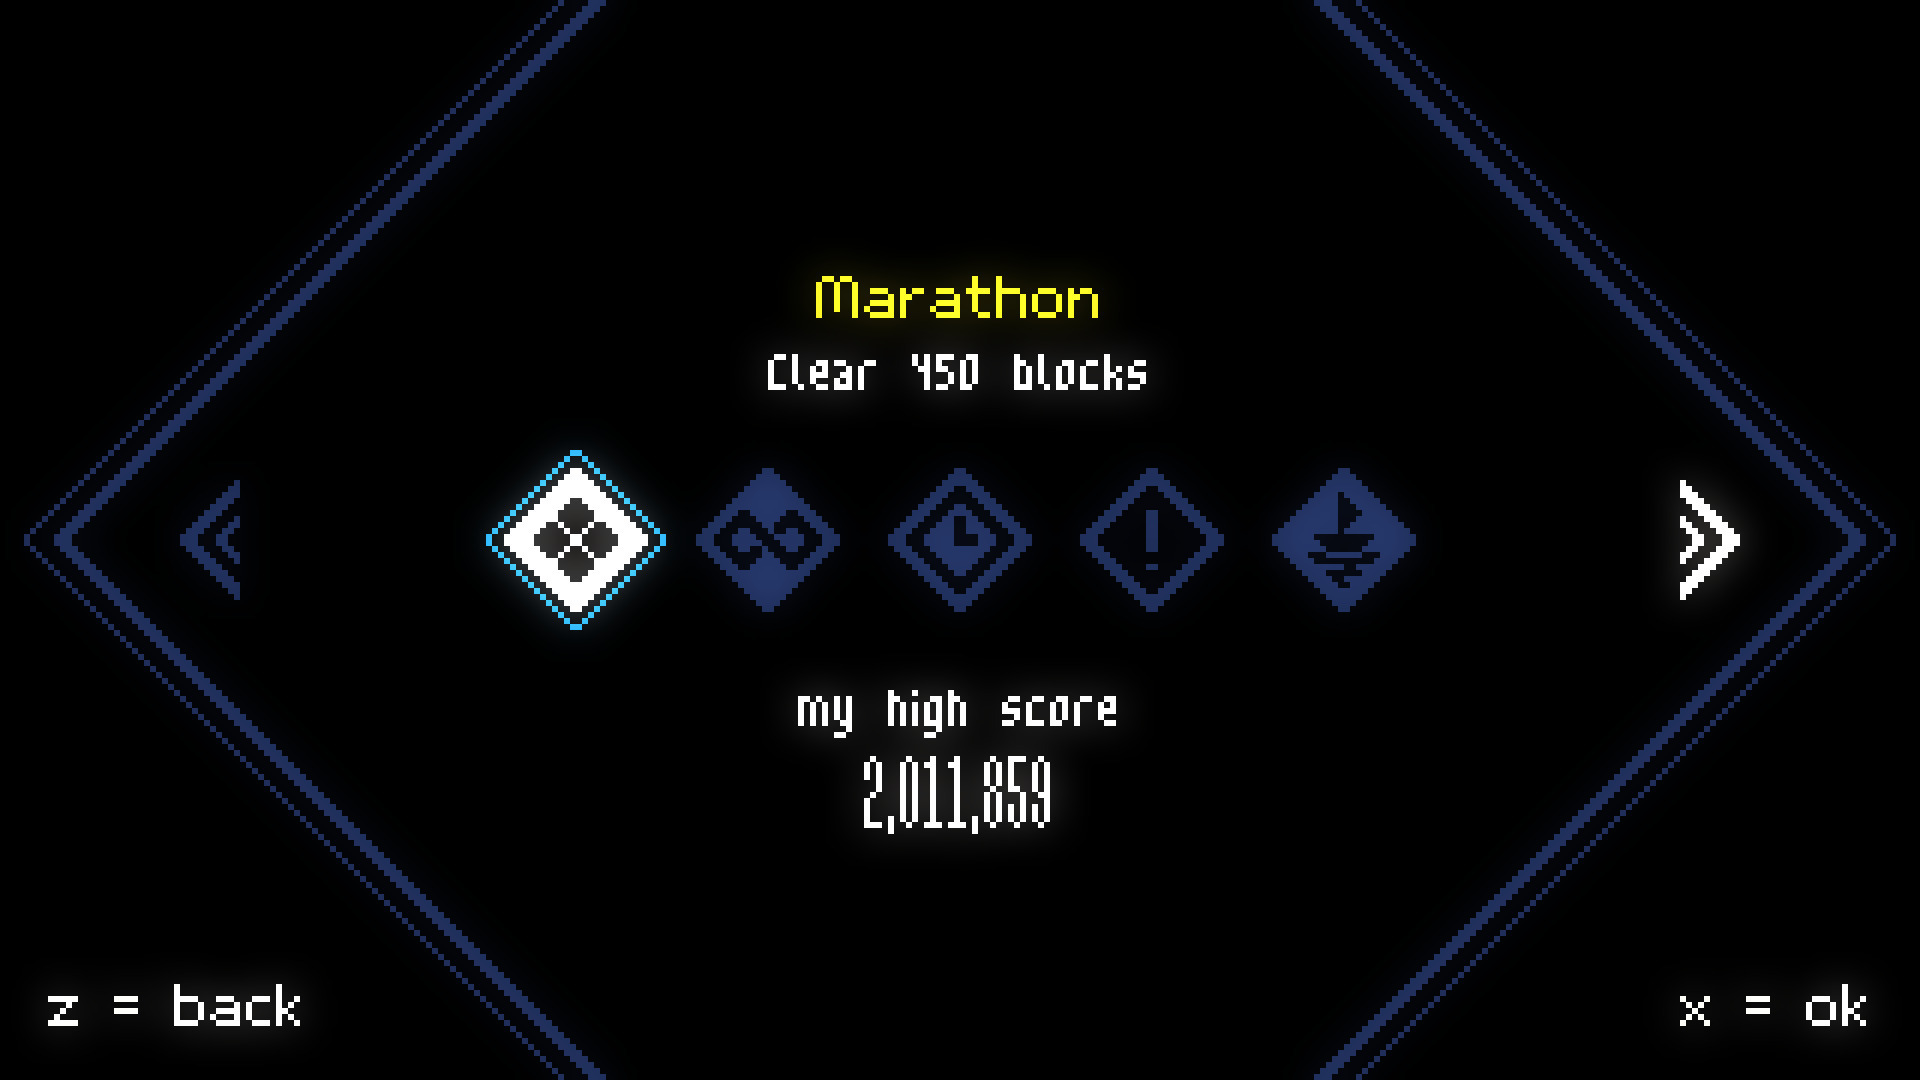 Marathon
Clear 450 blocks
my high score
2,011,859
z = back
x = ok